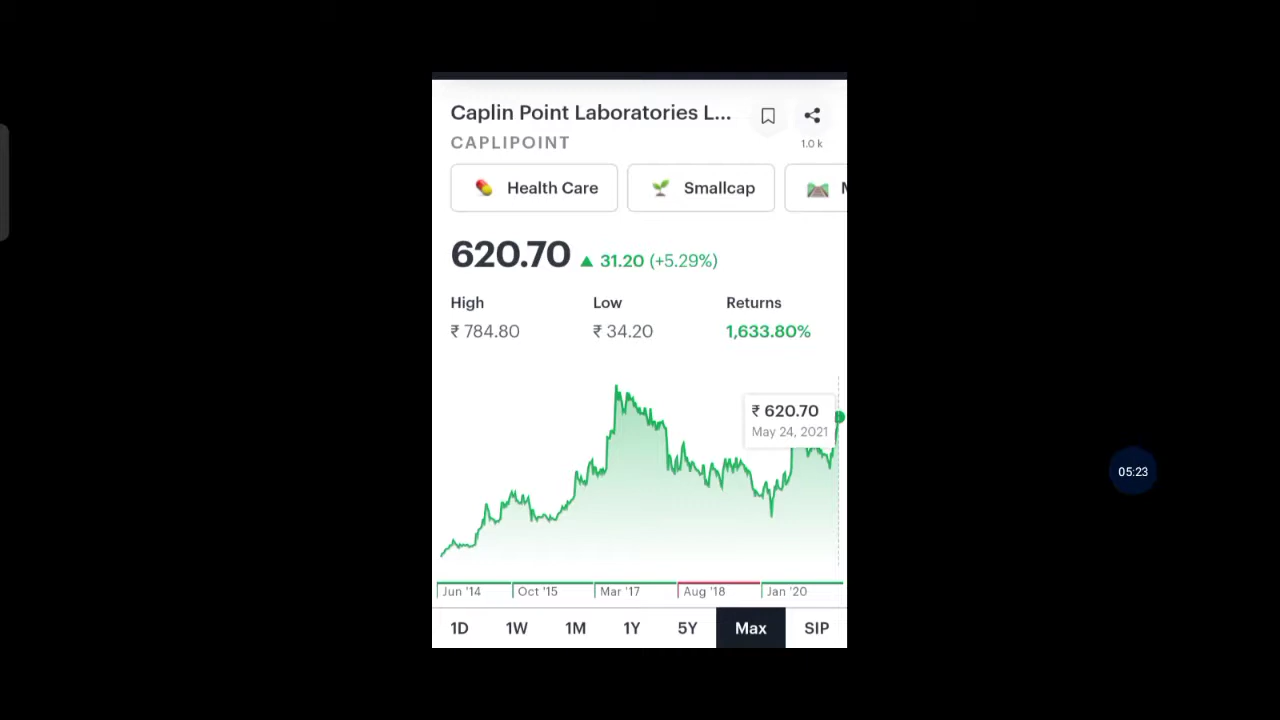 Caplin Point Laboratories L...
CAPLIPOINT
1.0 k
Health Care
Smallcap
620.70 ▲ 31.20 (+5.29%)
High Low Returns
₹ 784.80 ₹ 34.20 1,633.80%
₹ 620.70
May 24, 2021
05:23
Jun '14 Oct '15 Mar '17 Aug '18 Jan '20
1D 1W 1M 1Y 5Y Max SIP